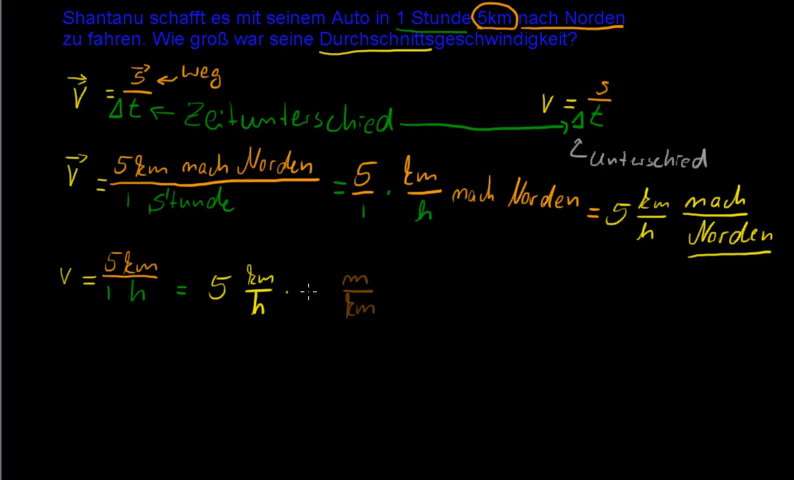 Shantanu schafft es mit seinem Auto in 1 Stunde 5km nach Norden
zu fahren. Wie groß war seine Durchschnittsgeschwindigkeit?
v⃗ = s⃗ / Δt ← Weg
← Zeitunterschied → v = s / Δt
Unterschied
v⃗ = 5km nach Norden / 1 Stunde = 5/1 · km/h nach Norden = 5 km/h nach Norden
v = 5km / 1 h = 5 km/h · m/km